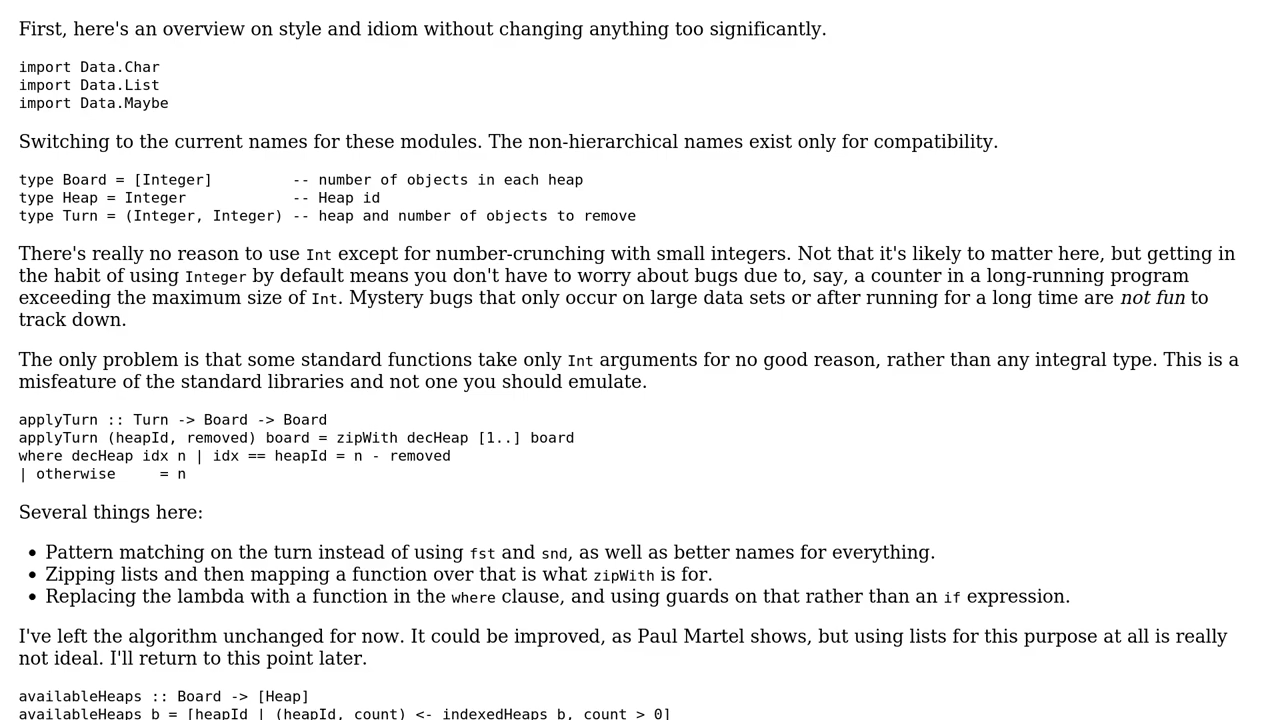 First, here's an overview on style and idiom without changing anything too significantly.
import Data.Char
import Data.List
import Data.Maybe
Switching to the current names for these modules. The non-hierarchical names exist only for compatibility.
type Board = [Integer]         -- number of objects in each heap
type Heap = Integer            -- Heap id
type Turn = (Integer, Integer) -- heap and number of objects to remove
There's really no reason to use Int except for number-crunching with small integers. Not that it's likely to matter here, but getting in
the habit of using Integer by default means you don't have to worry about bugs due to, say, a counter in a long-running program
exceeding the maximum size of Int. Mystery bugs that only occur on large data sets or after running for a long time are not fun to
track down.
The only problem is that some standard functions take only Int arguments for no good reason, rather than any integral type. This is a
misfeature of the standard libraries and not one you should emulate.
applyTurn :: Turn -> Board -> Board
applyTurn (heapId, removed) board = zipWith decHeap [1..] board
where decHeap idx n | idx == heapId = n - removed
| otherwise     = n
Several things here:
• Pattern matching on the turn instead of using fst and snd, as well as better names for everything.
• Zipping lists and then mapping a function over that is what zipWith is for.
• Replacing the lambda with a function in the where clause, and using guards on that rather than an if expression.
I've left the algorithm unchanged for now. It could be improved, as Paul Martel shows, but using lists for this purpose at all is really
not ideal. I'll return to this point later.
availableHeaps :: Board -> [Heap]
availableHeaps b = [heapId | (heapId, count) <- indexedHeaps b, count > 0]